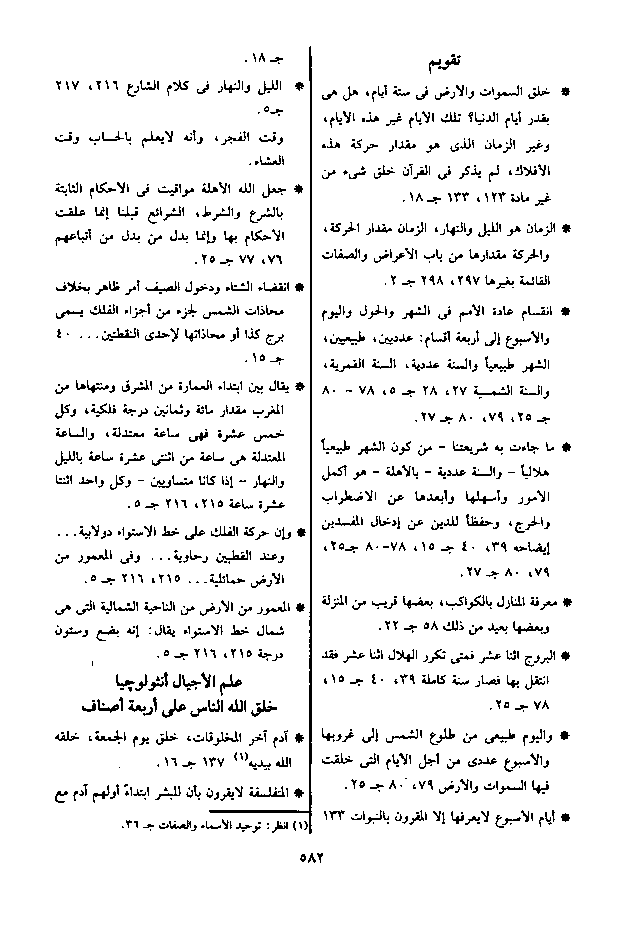 تقويم
* خلق السموات والأرض فى ستة أيام، هل هى
بقدر أيام الدنيا؟ تلك الأيام غير هذه الأيام،
وغير الزمان الذى هو مقدار حركة هذه
الأفلاك، لم يذكر فى القرآن خلق شىء من
غير مادة ١٢٣، ١٣٣ جـ ١٨.
* الزمان هو الليل والنهار، الزمان مقدار الحركة،
والحركة مقدارها من باب الأعراض والصفات
القائمة بغيرها ٢٩٧، ٢٩٨ جـ ٢.
* انقسام عادة الأمم فى الشهر والحول واليوم
والأسبوع إلى أربعة أقسام: عدديين، طبيعيين،
الشهر طبيعياً والسنة عددية، السنة القمرية،
والسنة الشمسية ٢٧، ٢٨ جـ ٥، ٧٨ – ٨٠
جـ ٢٥، ٧٩، ٨٠ جـ ٢٧.
* ما جاءت به شريعتنا – من كون الشهر طبيعياً
هلالياً – والسنة عددية – بالأهلة – هو أكمل
الأمور وأسهلها وأبعدها عن الاضطراب
والحرج، وحفظاً للدين عن إدخال المفسدين
إيضاحه ٣٩، ٤٠ جـ ١٥، ٧٨–٨٠ جـ٢٥،
٧٩، ٨٠ جـ ٢٧.
* معرفة المنازل بالكواكب، بعضها قريب من المنزلة
وبعضها بعيد من ذلك ٥٨ جـ ٢٢.
* البروج اثنا عشر فمتى تكرر الهلال اثنا عشر فقد
انتقل بها فصار سنة كاملة ٣٩، ٤٠ جـ ١٥،
٧٨ جـ ٢٥.
* واليوم طبيعى من طلوع الشمس إلى غروبها
والأسبوع عددى من أجل الأيام التى خلقت
فيها السموات والأرض ٧٩، ٨٠ جـ ٢٥.
* أيام الأسبوع لايعرفها إلا المقرون بالنبوات ١٣٣
جـ ١٨.
* الليل والنهار فى كلام الشارع ٢١٦، ٢١٧
جـ٥.
وقت الفجر، وأنه لايعلم بالحساب وقت
العشاء.
* جعل الله الأهلة مواقيت فى الأحكام الثابتة
بالشرع والشرط، الشرائع قبلنا إنما علقت
الأحكام بها وإنما بدل من بدل من أتباعهم
٧٦، ٧٧ جـ ٢٥.
* انقضاء الشتاء ودخول الصيف أمر ظاهر بخلاف
محاذات الشمس لجزء من أجزاء الفلك يسمى
برج كذا أو محاذاتها لإحدى النقطتين... ٤٠
جـ ١٥.
* يقال بين ابتداء العمارة من المشرق ومنتهاها من
المغرب مقدار مائة وثمانين درجة فلكية، وكل
خمس عشرة فهى ساعة معتدلة، والساعة
المعتدلة هى ساعة من اثنتى عشرة ساعة بالليل
والنهار – إذا كانا متساويين – وكل واحد اثنتا
عشرة ساعة ٢١٥، ٢١٦ جـ ٥.
* وإن حركة الفلك على خط الاستواء دولابية...
وعند القطبين رحاوية... وفى المعمور من
الأرض حمائلية... ٢١٥، ٢١٦ جـ ٥.
* المعمور من الأرض من الناحية الشمالية التى هى
شمال خط الاستواء يقال: إنه بضع وستون
درجة ٢١٥، ٢١٦ جـ ٥.
علم الأجيال أنثولوجيا
خلق الله الناس على أربعة أصناف
* آدم آخر المخلوقات، خلق يوم الجمعة، خلقه
الله بيديه(١) ١٣٧ جـ ١٦.
* المتفلسفة لايقرون بأن للبشر ابتداءً أولهم آدم مع
(١) انظر: توحيد الأسماء والصفات جـ ٣٦.
٥٨٢